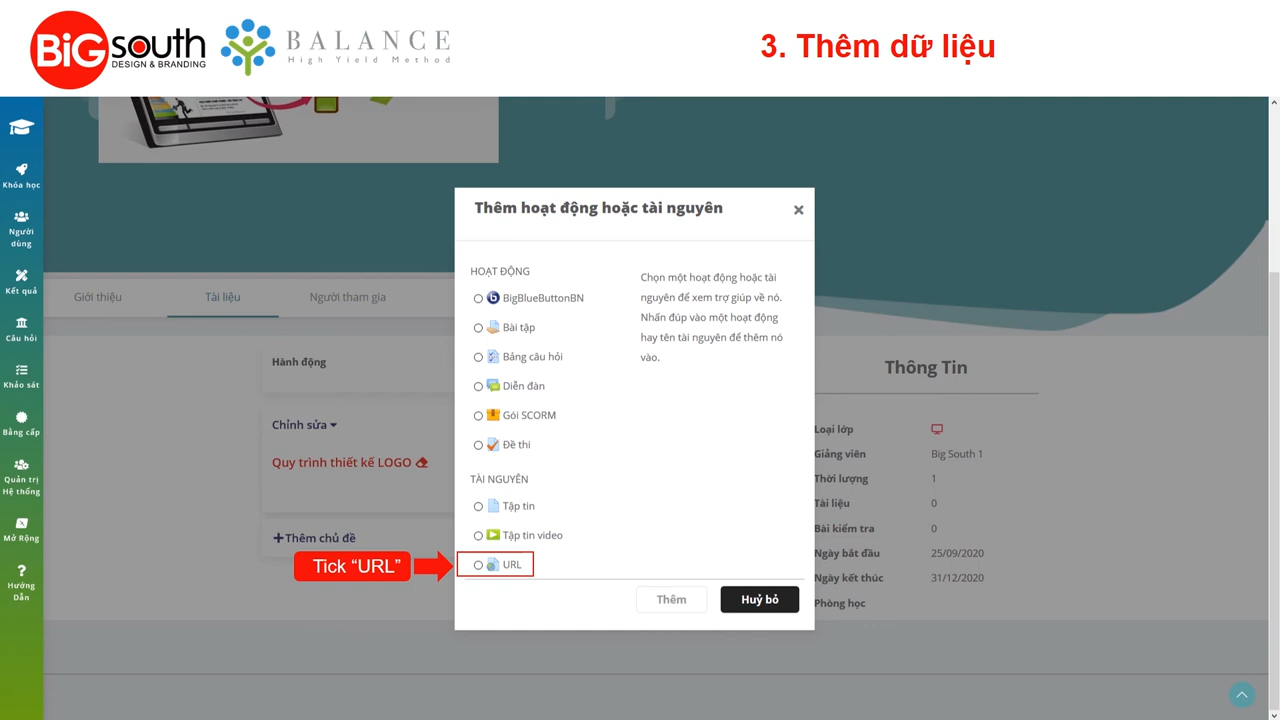 BiGsouth
DESIGN & BRANDING
BALANCE
High Yield Method
3. Thêm dữ liệu
Khóa học
Người
dùng
Kết quả
Câu hỏi
Khảo sát
Bằng cấp
Quản trị
Hệ thống
Mở Rộng
Hướng
Dẫn
Giới thiệu
Tài liệu
Người tham gia
Hành động
Chỉnh sửa
Quy trình thiết kế LOGO
Thêm chủ đề
Tick “URL”
Thêm hoạt động hoặc tài nguyên
HOẠT ĐỘNG
BigBlueButtonBN
Bài tập
Bảng câu hỏi
Diễn đàn
Gói SCORM
Đề thi
TÀI NGUYÊN
Tập tin
Tập tin video
URL
Chọn một hoạt động hoặc tài
nguyên để xem trợ giúp về nó.
Nhấn đúp vào một hoạt động
hay tên tài nguyên để thêm nó
vào.
Thêm
Huỷ bỏ
Thông Tin
Loại lớp
Giảng viên Big South 1
Thời lượng 1
Tài liệu 0
Bài kiểm tra 0
Ngày bắt đầu 25/09/2020
Ngày kết thúc 31/12/2020
Phòng học